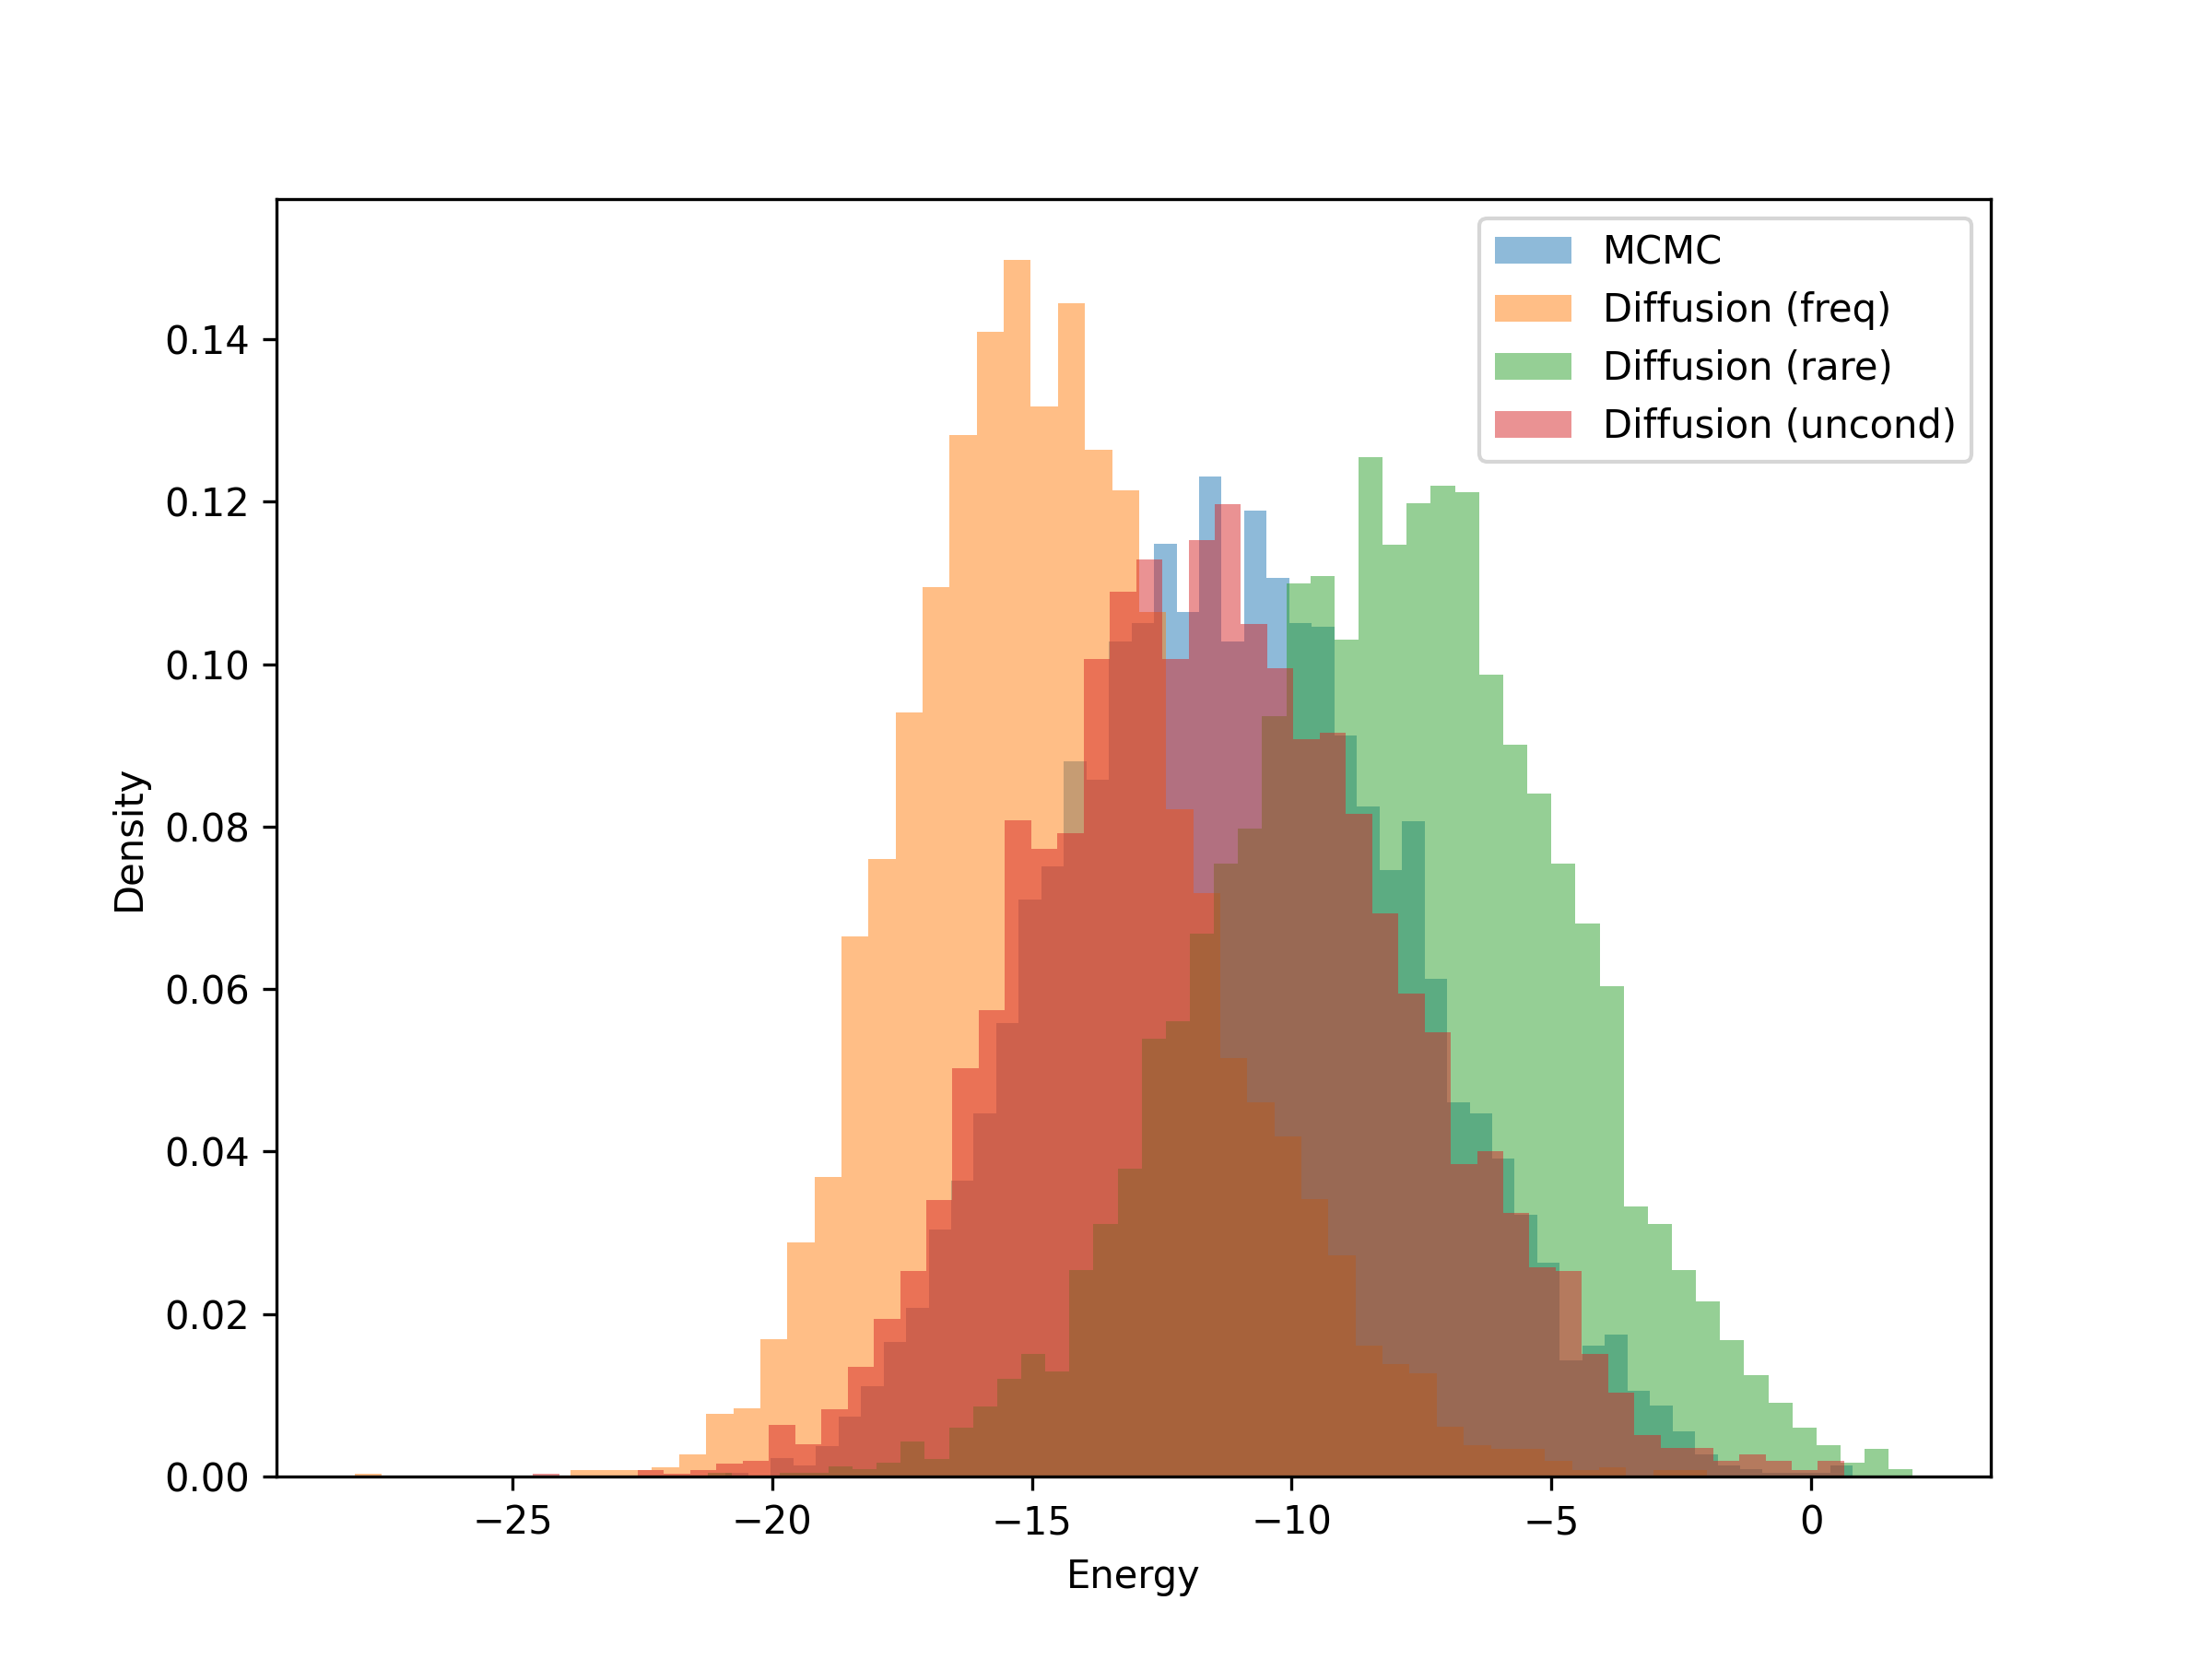 MCMC
Diffusion (freq)
Diffusion (rare)
Diffusion (uncond)
0.14
0.12
0.10
0.08
0.06
0.04
0.02
0.00
Density
−25 −20 −15 −10 −5 0
Energy